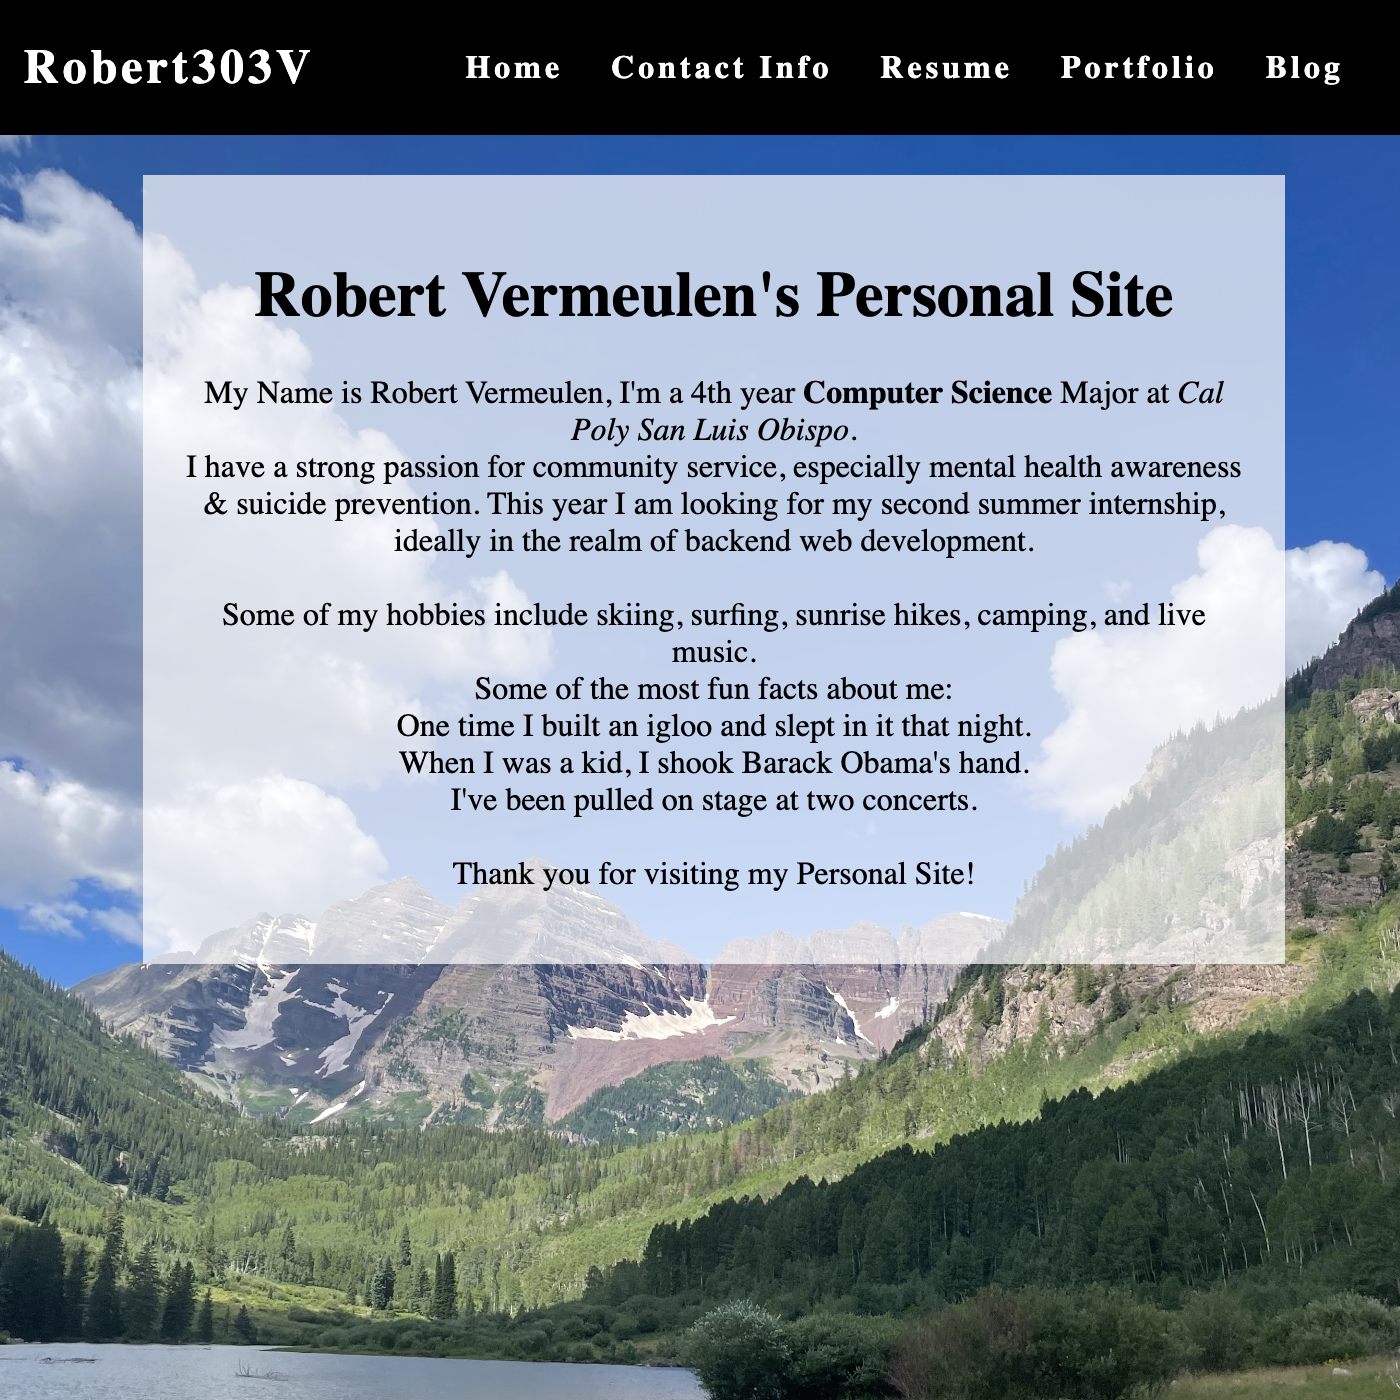 Robert303V
Home Contact Info Resume Portfolio Blog
Robert Vermeulen's Personal Site
My Name is Robert Vermeulen, I'm a 4th year Computer Science Major at Cal
Poly San Luis Obispo.
I have a strong passion for community service, especially mental health awareness
& suicide prevention. This year I am looking for my second summer internship,
ideally in the realm of backend web development.
Some of my hobbies include skiing, surfing, sunrise hikes, camping, and live
music.
Some of the most fun facts about me:
One time I built an igloo and slept in it that night.
When I was a kid, I shook Barack Obama's hand.
I've been pulled on stage at two concerts.
Thank you for visiting my Personal Site!